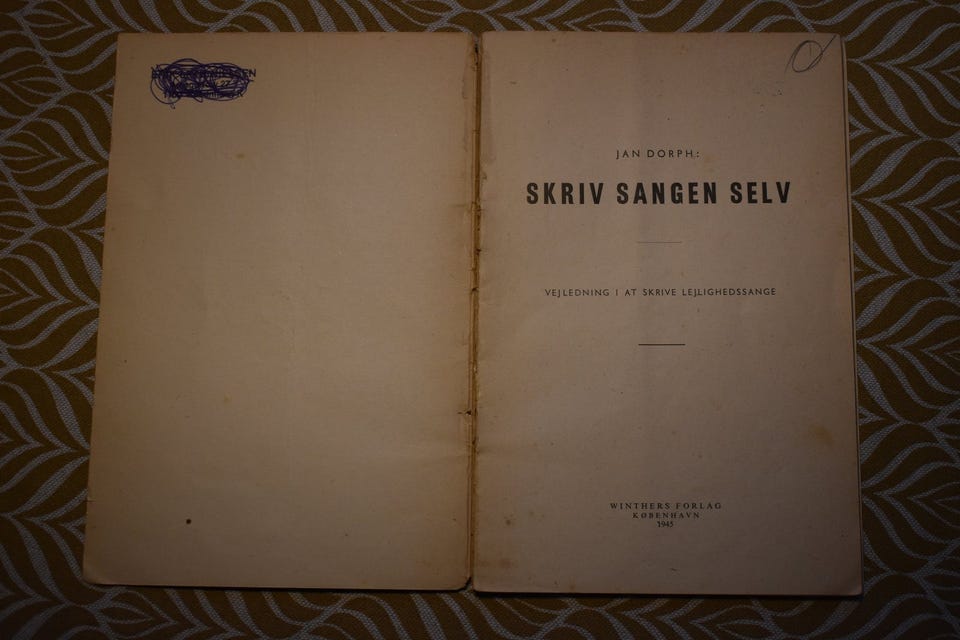 JAN DORPH:
SKRIV SANGEN SELV
VEJLEDNING I AT SKRIVE LEJLIGHEDSSANGE
WINTHERS FORLAG
KØBENHAVN
1945